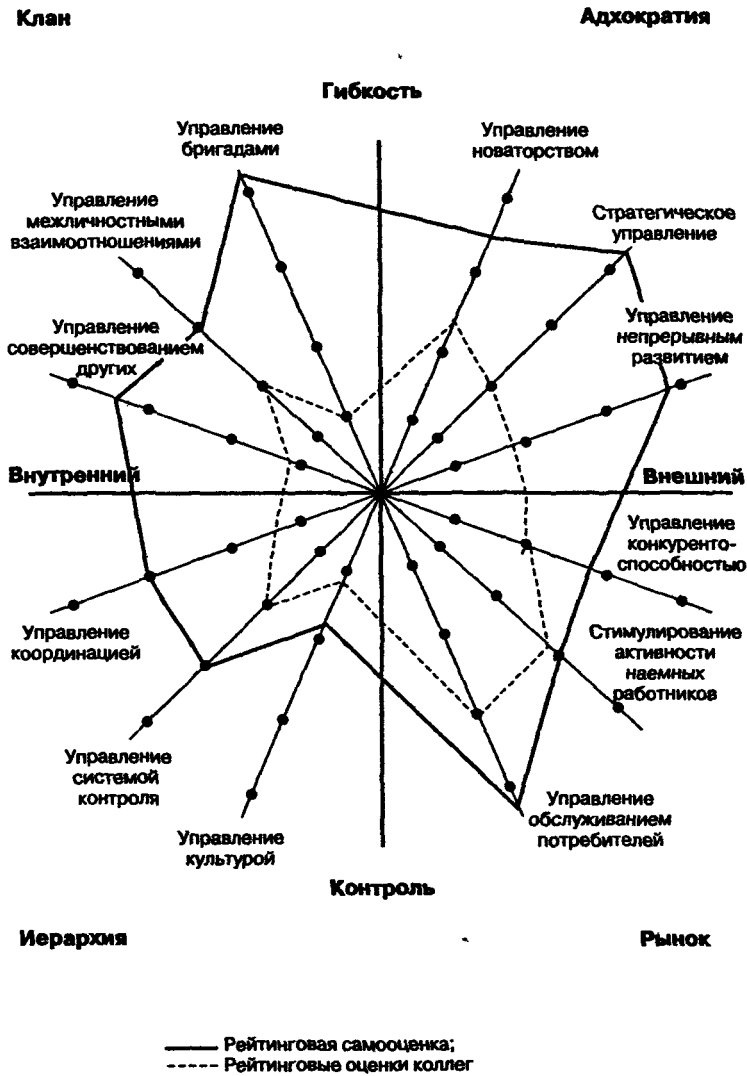 Клан
Адхократия
Гибкость
Управление
бригадами
Управление
новаторством
Управление
межличностными
взаимоотношениями
Стратегическое
управление
Управление
совершенствованием
других
Управление
непрерывным
развитием
Внутренний
Внешний
Управление
конкуренто-
способностью
Управление
координацией
Стимулирование
активности
наемных
работников
Управление
системой
контроля
Управление
обслуживанием
потребителей
Управление
культурой
Контроль
Иерархия
Рынок
Рейтинговая самооценка;
Рейтинговые оценки коллег